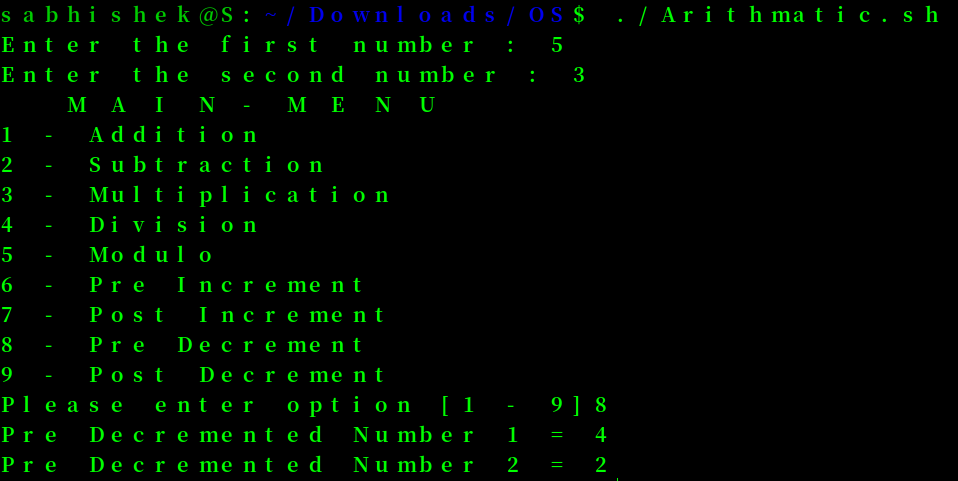 sabhishek@S:~/Downloads/OS$ ./Arithmatic.sh
Enter the first number : 5
Enter the second number : 3
MAIN-MENU
1 - Addition
2 - Subtraction
3 - Multiplication
4 - Division
5 - Modulo
6 - Pre Increment
7 - Post Increment
8 - Pre Decrement
9 - Post Decrement
Please enter option [1 - 9]8
Pre Decremented Number 1 = 4
Pre Decremented Number 2 = 2